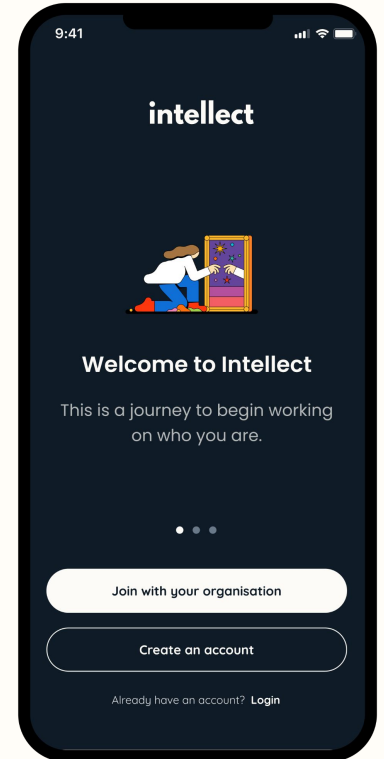 9:41
intellect
Welcome to Intellect
This is a journey to begin working
on who you are.
Join with your organisation
Create an account
Already have an account? Login